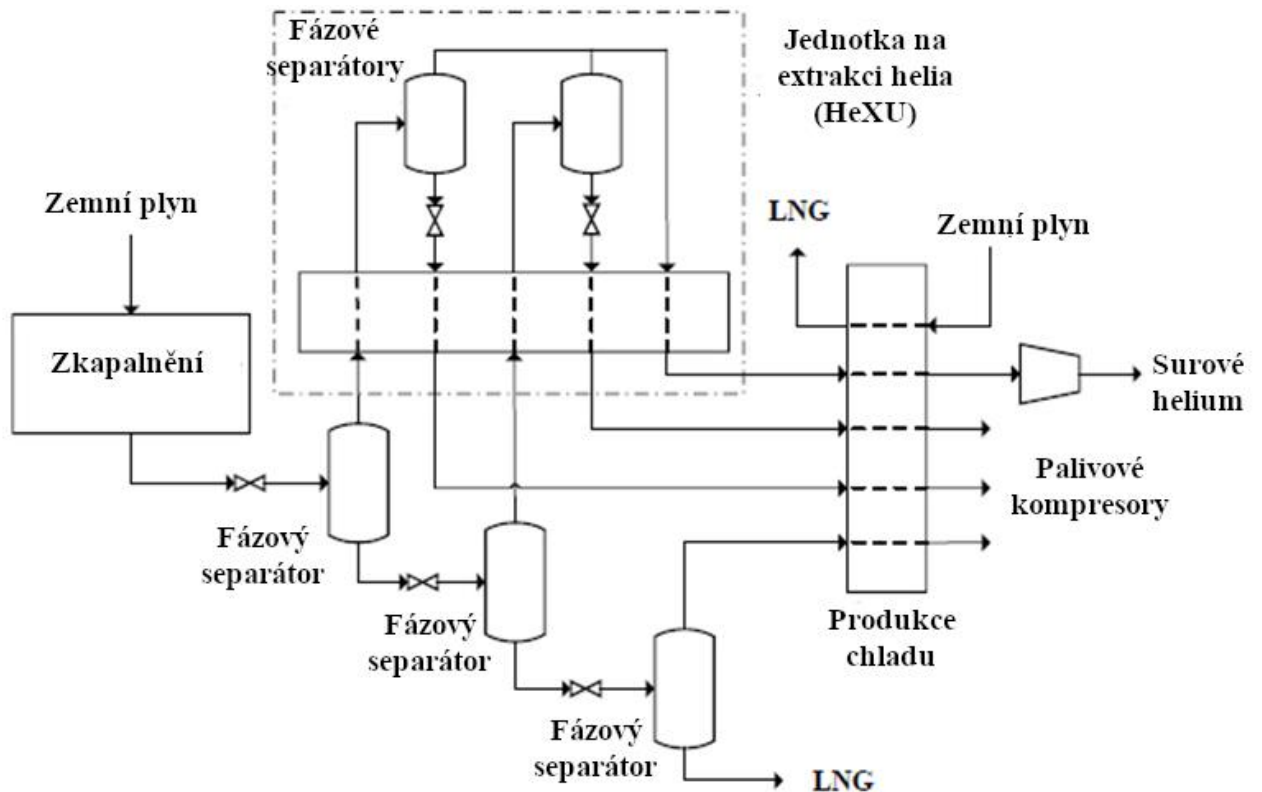 Fázové
separátory
Jednotka na
extrakci helia
(HeXU)
Zemní plyn
LNG
Zemní plyn
Zkapalnění
Surové
helium
Palivové
kompresory
Fázový
separátor
Fázový
separátor
Produkce
chladu
Fázový
separátor
LNG